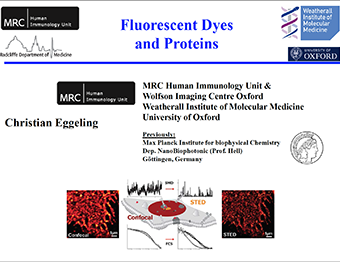 MRC
Human
Immunology Unit
Fluorescent Dyes
and Proteins
Weatherall
Institute of
Molecular
Medicine
Radcliffe Department of Medicine
UNIVERSITY OF
OXFORD
MRC
Human
Immunology Unit
MRC Human Immunology Unit &
Wolfson Imaging Centre Oxford
Weatherall Institute of Molecular Medicine
University of Oxford
Christian Eggeling
Previously:
Max Planck Institute for biophysical Chemistry
Dep. NanoBiophotonic (Prof. Hell)
Göttingen, Germany
SMD
Confocal
STED
FCS
Confocal
1µm
STED
1µm